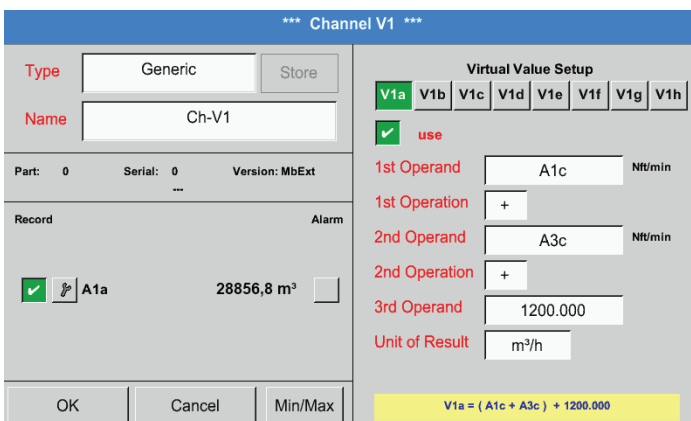 *** Channel V1 ***
Type Generic Store
Name Ch-V1
Part: 0 Serial: 0 Version: MbExt
---
Record Alarm
A1a 28856,8 m³
OK Cancel Min/Max
Virtual Value Setup
V1a V1b V1c V1d V1e V1f V1g V1h
use
1st Operand A1c Nft/min
1st Operation +
2nd Operand A3c Nft/min
2nd Operation +
3rd Operand 1200.000
Unit of Result m³/h
V1a = ( A1c + A3c ) + 1200.000